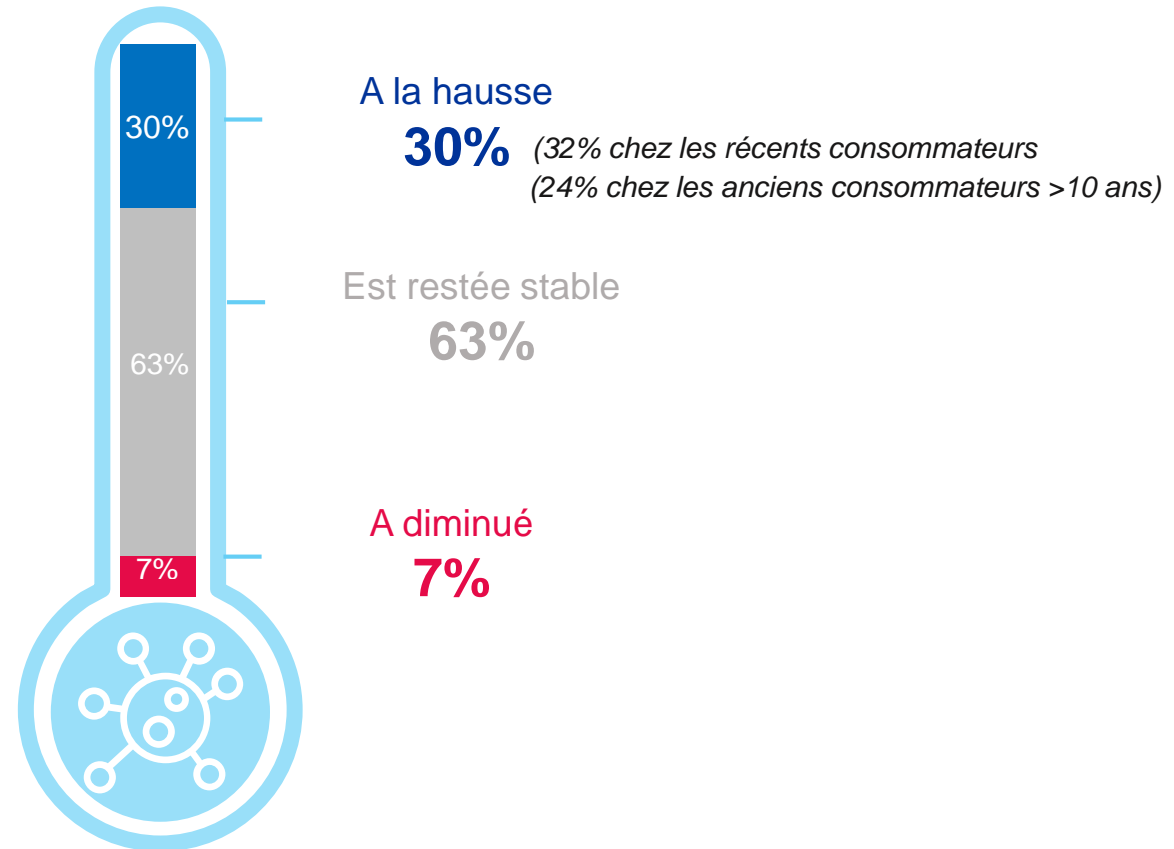 30%
A la hausse
30% (32% chez les récents consommateurs
(24% chez les anciens consommateurs >10 ans)
Est restée stable
63%
63%
A diminué
7%
7%